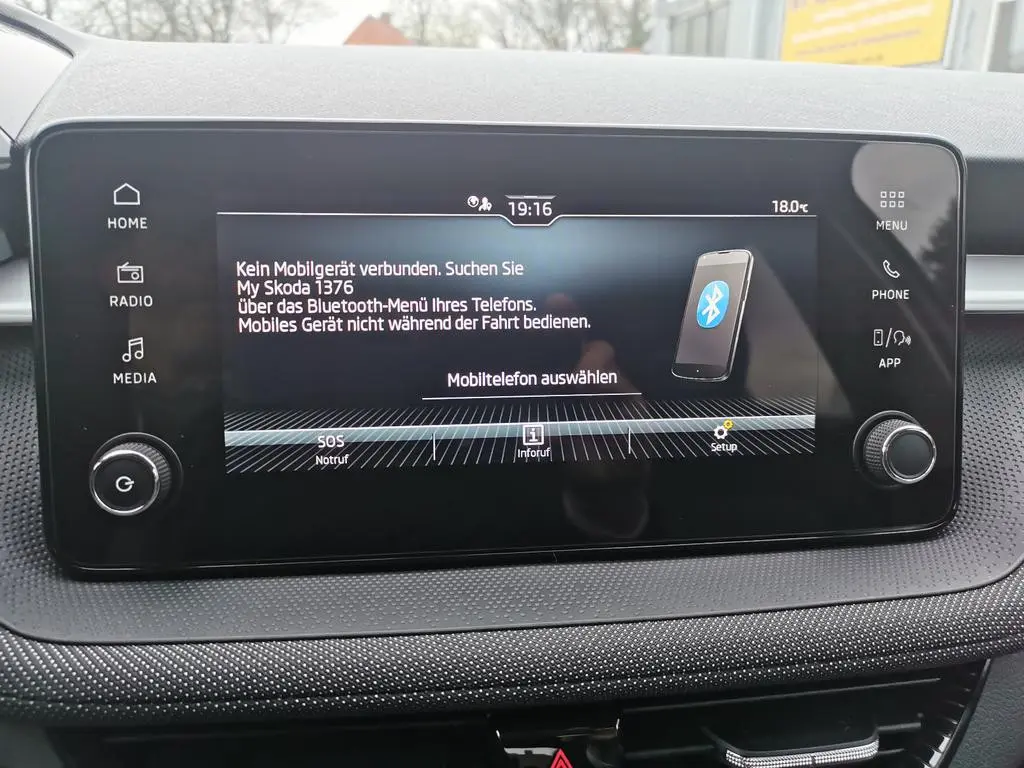 19:16
18.0°C
HOME
RADIO
MEDIA
Kein Mobilgerät verbunden. Suchen Sie
My Skoda 1376
über das Bluetooth-Menü Ihres Telefons.
Mobiles Gerät nicht während der Fahrt bedienen.
Mobiltelefon auswählen
SOS
Notruf
Inforuf
Setup
MENU
PHONE
APP